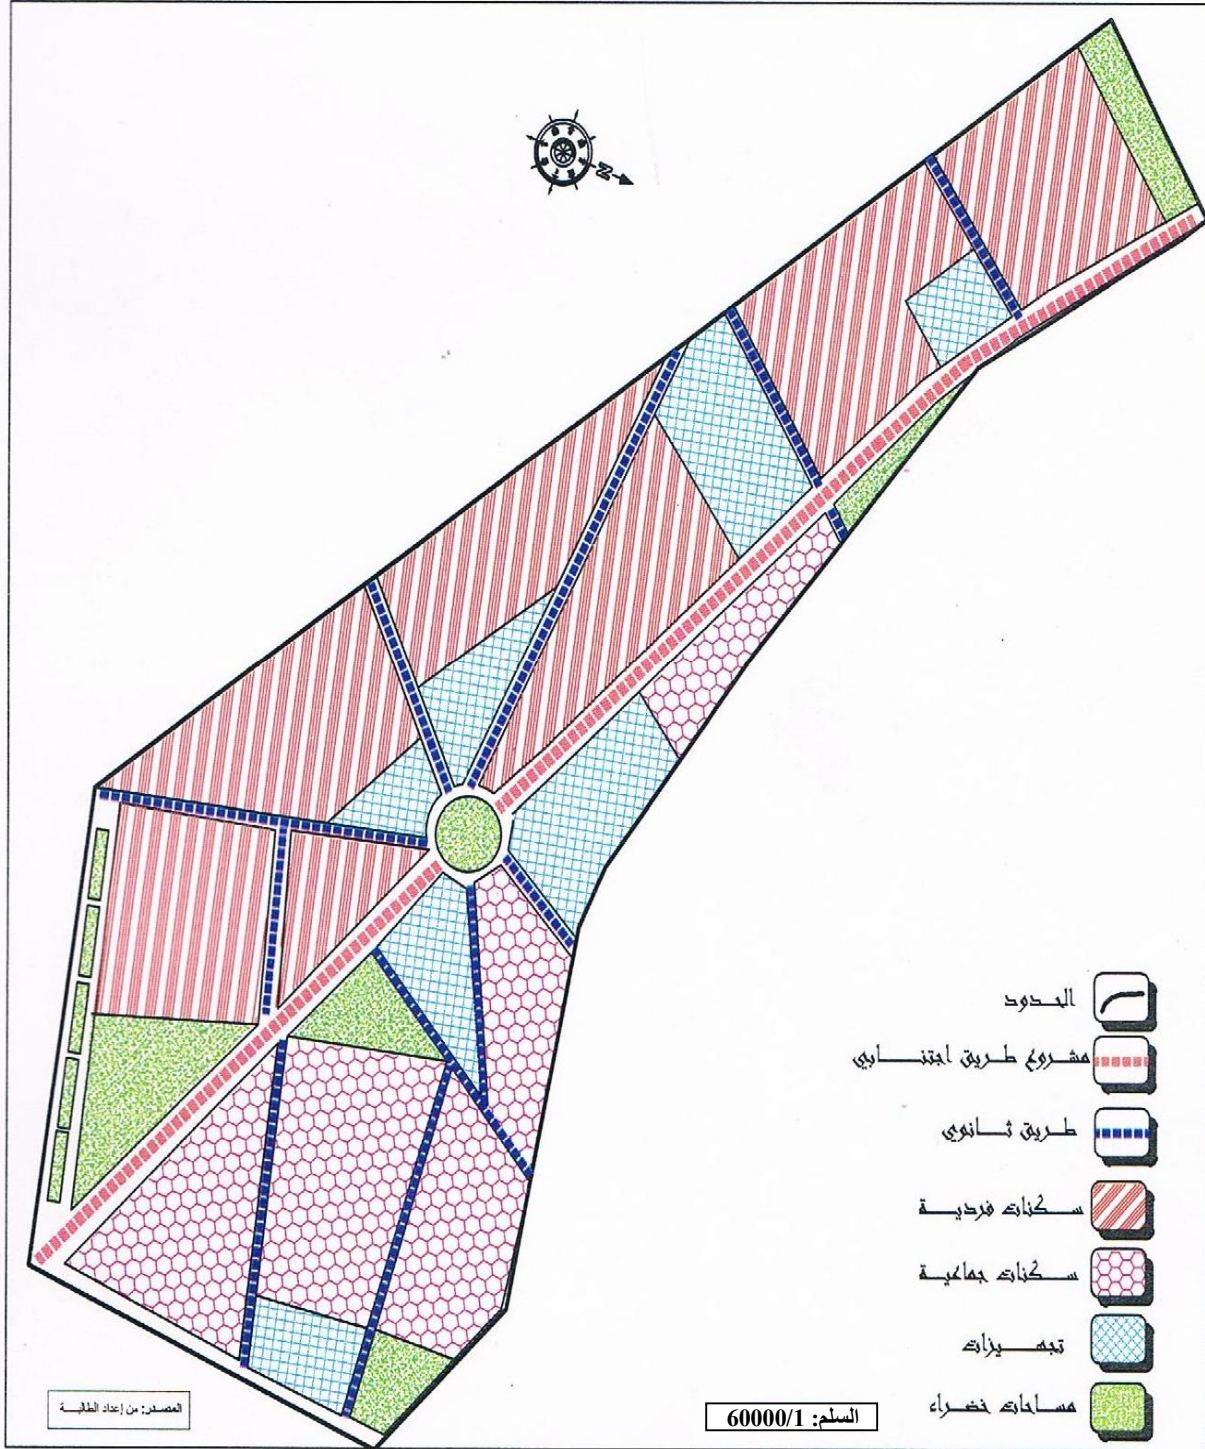 N
الحدود
مشروع طريق اجتنابي
طريق ثانوي
سكنات فردية
سكنات جماعية
تجهيزات
مساحات خضراء
السلم: 60000/1
المصدر: من إعداد الطالبة